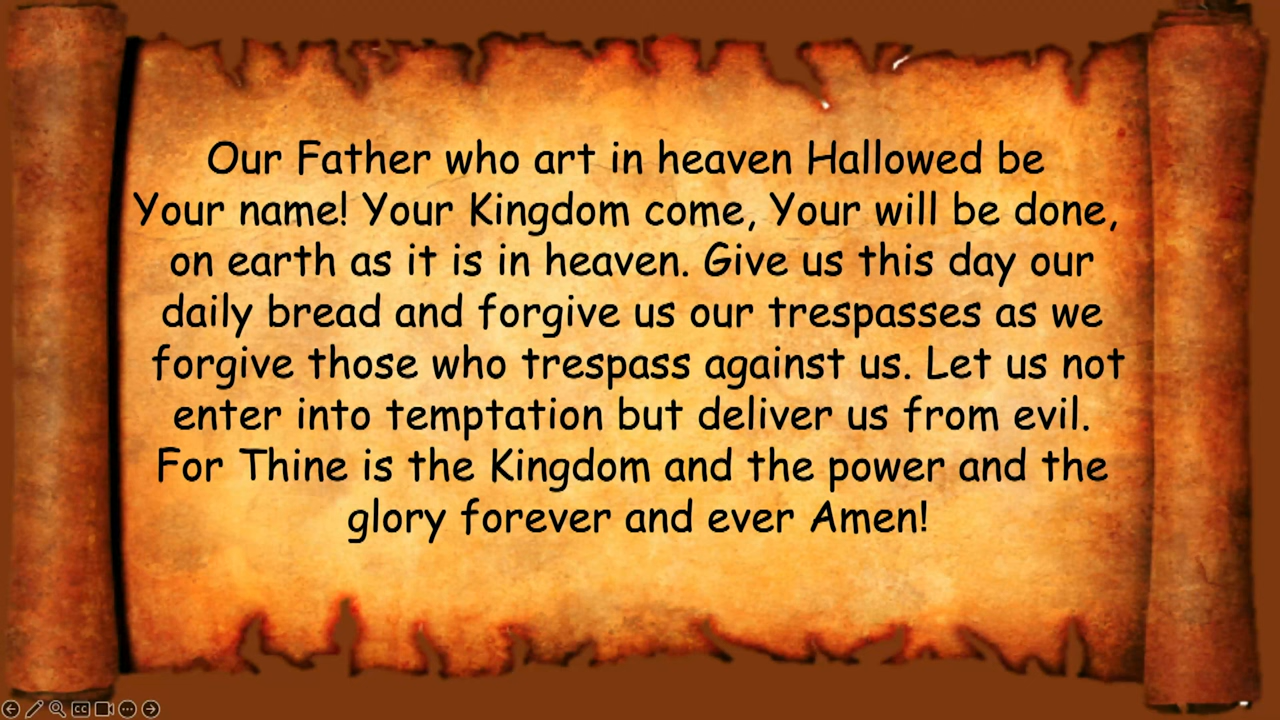 Our Father who art in heaven Hallowed be
Your name! Your Kingdom come, Your will be done,
on earth as it is in heaven. Give us this day our
daily bread and forgive us our trespasses as we
forgive those who trespass against us. Let us not
enter into temptation but deliver us from evil.
For Thine is the Kingdom and the power and the
glory forever and ever Amen!
CC